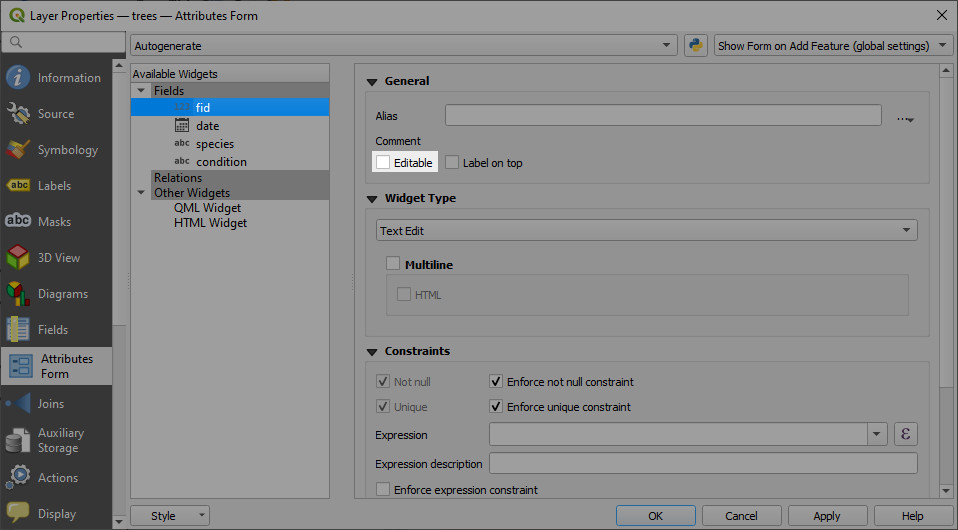 Layer Properties — trees — Attributes Form
Autogenerate
Show Form on Add Feature (global settings)
Information
Source
Symbology
abc Labels
abc Masks
3D View
Diagrams
Fields
Attributes
Form
Joins
Auxiliary
Storage
Actions
Display
Available Widgets
Fields
123 fid
date
abc species
abc condition
Relations
Other Widgets
QML Widget
HTML Widget
General
Alias
Comment
Editable Label on top
Widget Type
Text Edit
Multiline
HTML
Constraints
Not null Enforce not null constraint
Unique Enforce unique constraint
Expression ε
Expression description
Enforce expression constraint
Style OK Cancel Apply Help